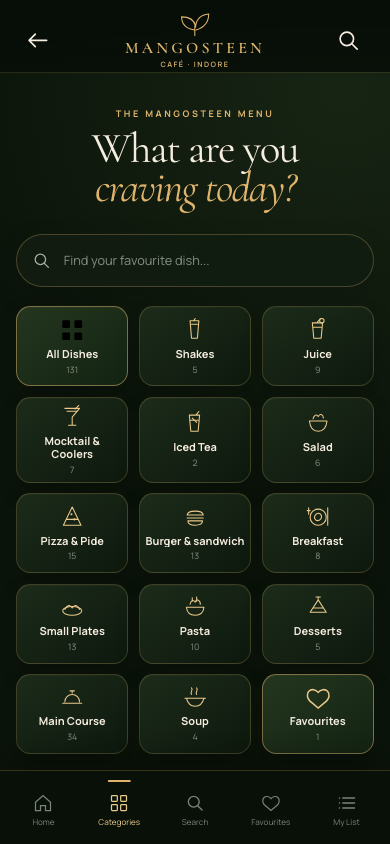 MANGOSTEEN
CAFÉ · INDORE
THE MANGOSTEEN MENU
What are you
craving today?
Find your favourite dish...
All Dishes
131
Shakes
5
Juice
9
Mocktail &
Coolers
7
Iced Tea
2
Salad
6
Pizza & Pide
15
Burger & sandwich
13
Breakfast
8
Small Plates
13
Pasta
10
Desserts
5
Main Course
34
Soup
4
Favourites
1
Home
Categories
Search
Favourites
My List